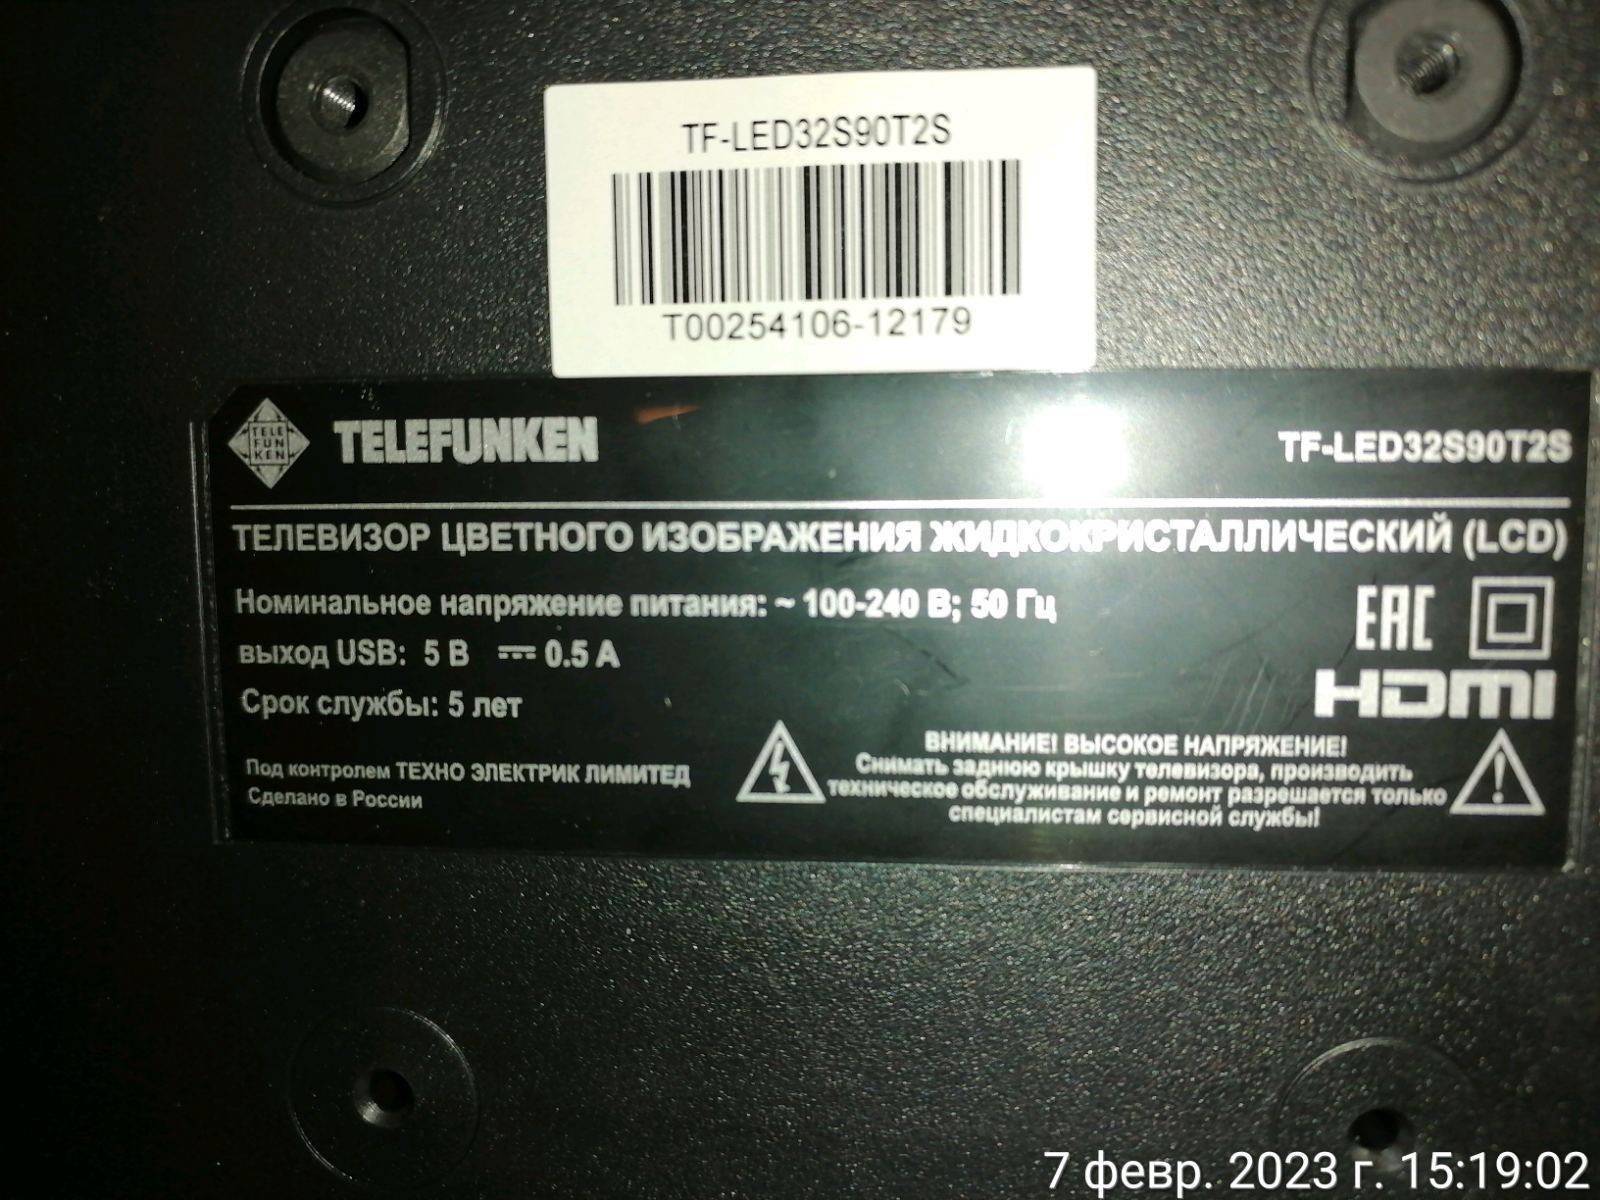 TF-LED32S90T2S
T00254106-12179
TELE
FUN
KEN
TELEFUNKEN
TF-LED32S90T2S
ТЕЛЕВИЗОР ЦВЕТНОГО ИЗОБРАЖЕНИЯ ЖИДКОКРИСТАЛЛИЧЕСКИЙ (LCD)
Номинальное напряжение питания: ~ 100-240 В; 50 Гц
выход USB: 5 В ⎓ 0.5 А
Срок службы: 5 лет
EAC
HDMI
Под контролем ТЕХНО ЭЛЕКТРИК ЛИМИТЕД
Сделано в России
ВНИМАНИЕ! ВЫСОКОЕ НАПРЯЖЕНИЕ!
Снимать заднюю крышку телевизора, производить
техническое обслуживание и ремонт разрешается только
специалистам сервисной службы!
7 февр. 2023 г. 15:19:02